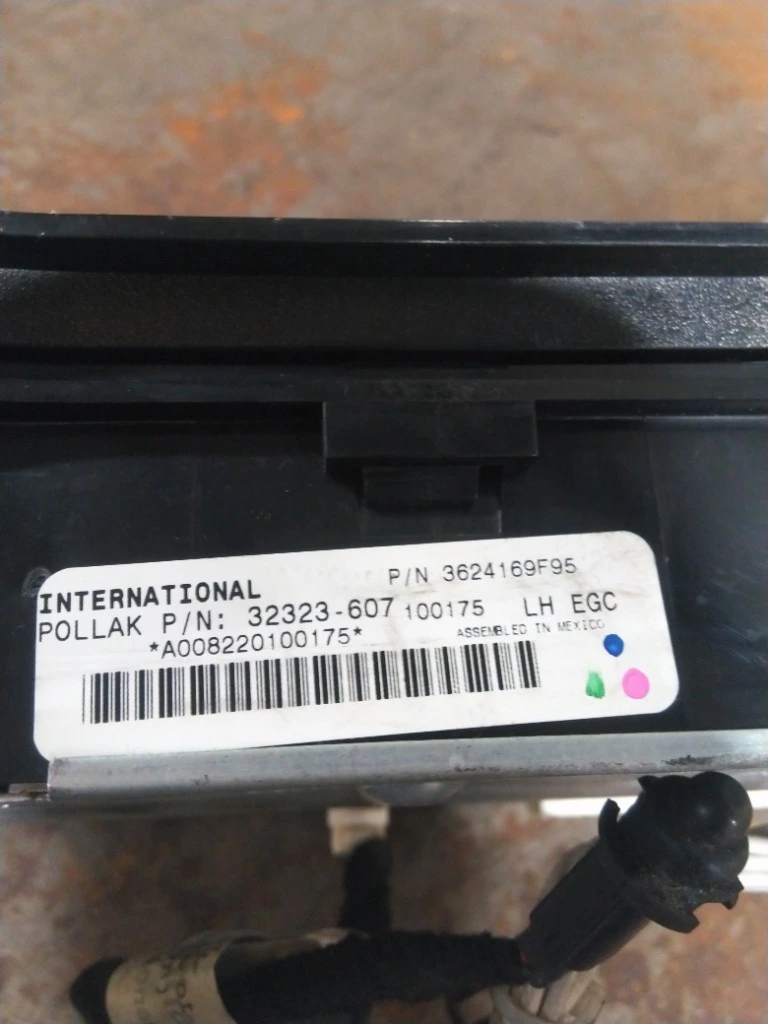 INTERNATIONAL P/N 3624169F95
POLLAK P/N: 32323-607 100175 LH EGC
*A008220100175* ASSEMBLED IN MEXICO